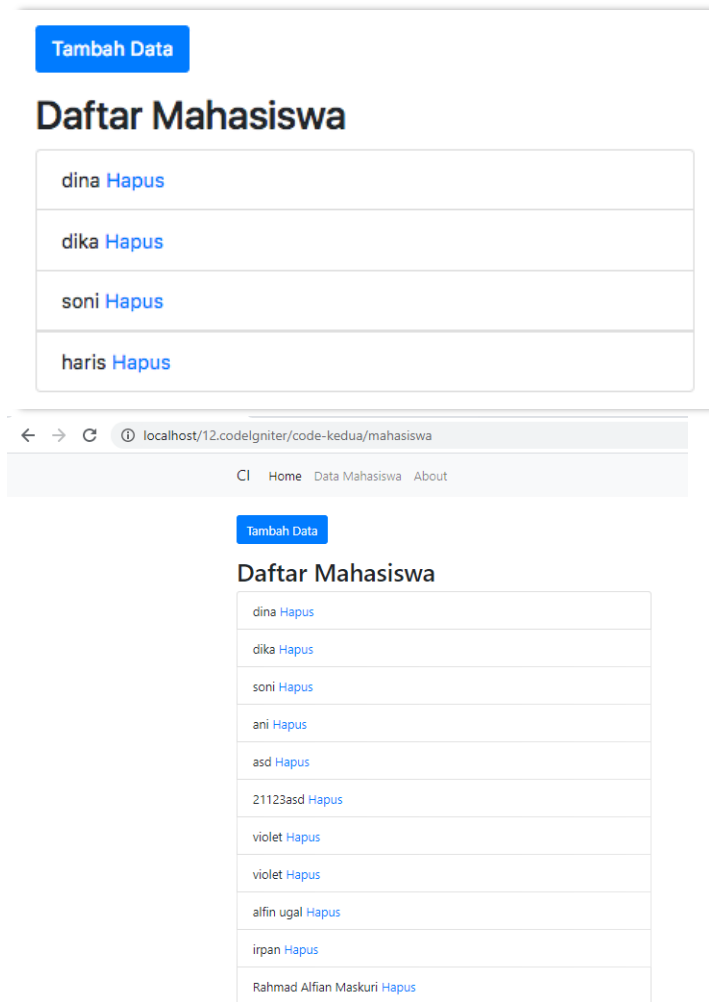 Tambah Data
Daftar Mahasiswa
dina Hapus
dika Hapus
soni Hapus
haris Hapus
localhost/12.codeIgniter/code-kedua/mahasiswa
CI Home Data Mahasiswa About
Tambah Data
Daftar Mahasiswa
dina Hapus
dika Hapus
soni Hapus
ani Hapus
asd Hapus
21123asd Hapus
violet Hapus
violet Hapus
alfin ugal Hapus
irpan Hapus
Rahmad Alfian Maskuri Hapus